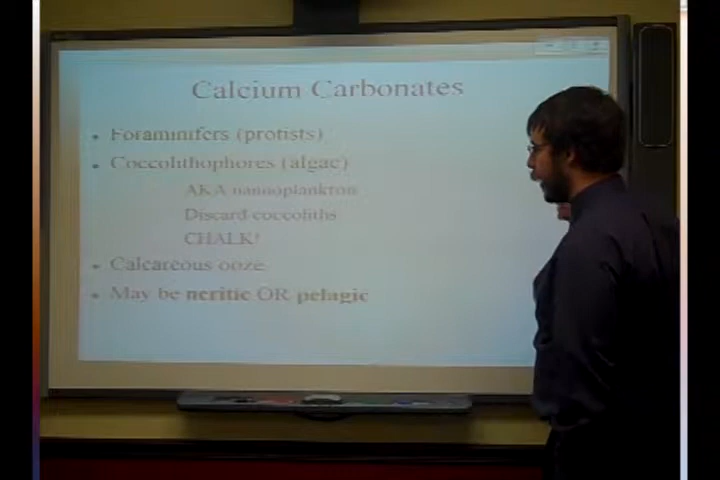 Calcium Carbonates
• Foraminifers (protists)
• Coccolithophores (algae)
AKA nannoplankton
Discard coccoliths
CHALK!
• Calcareous ooze
• May be neritic OR pelagic